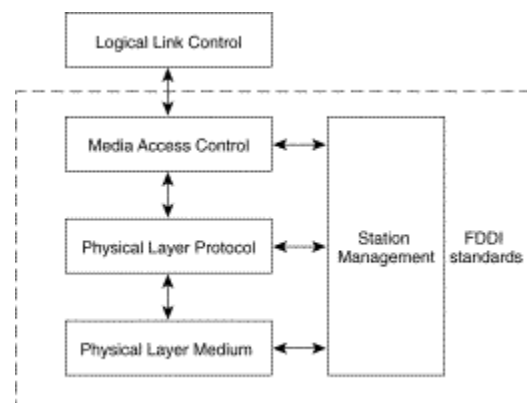 Logical Link Control
Media Access Control
Physical Layer Protocol
Physical Layer Medium
Station
Management
FDDI
standards